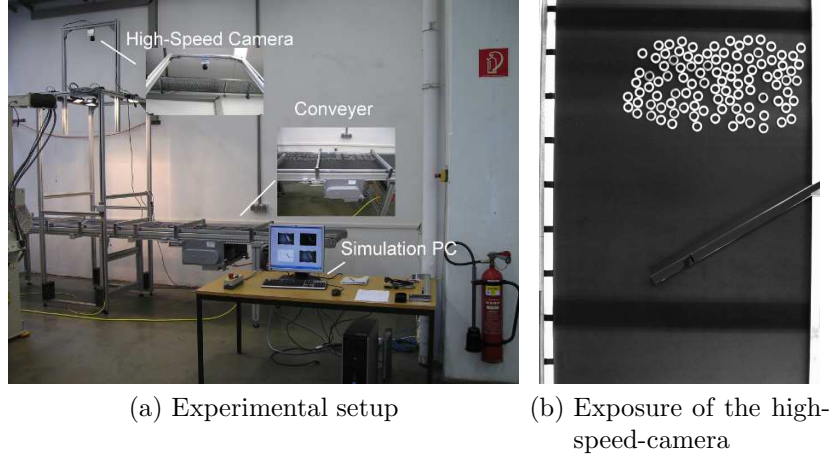 High-Speed Camera
Conveyer
Simulation PC
(a) Experimental setup
(b) Exposure of the high-
speed-camera